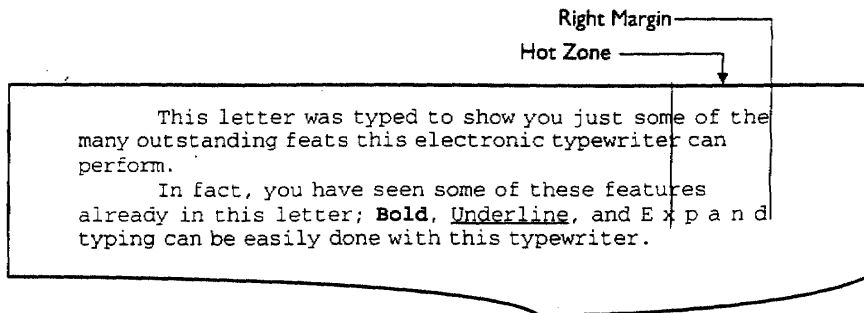 Right Margin
Hot Zone
This letter was typed to show you just some of the
many outstanding feats this electronic typewriter can
perform.
In fact, you have seen some of these features
already in this letter; Bold, Underline, and E x p a n d
typing can be easily done with this typewriter.